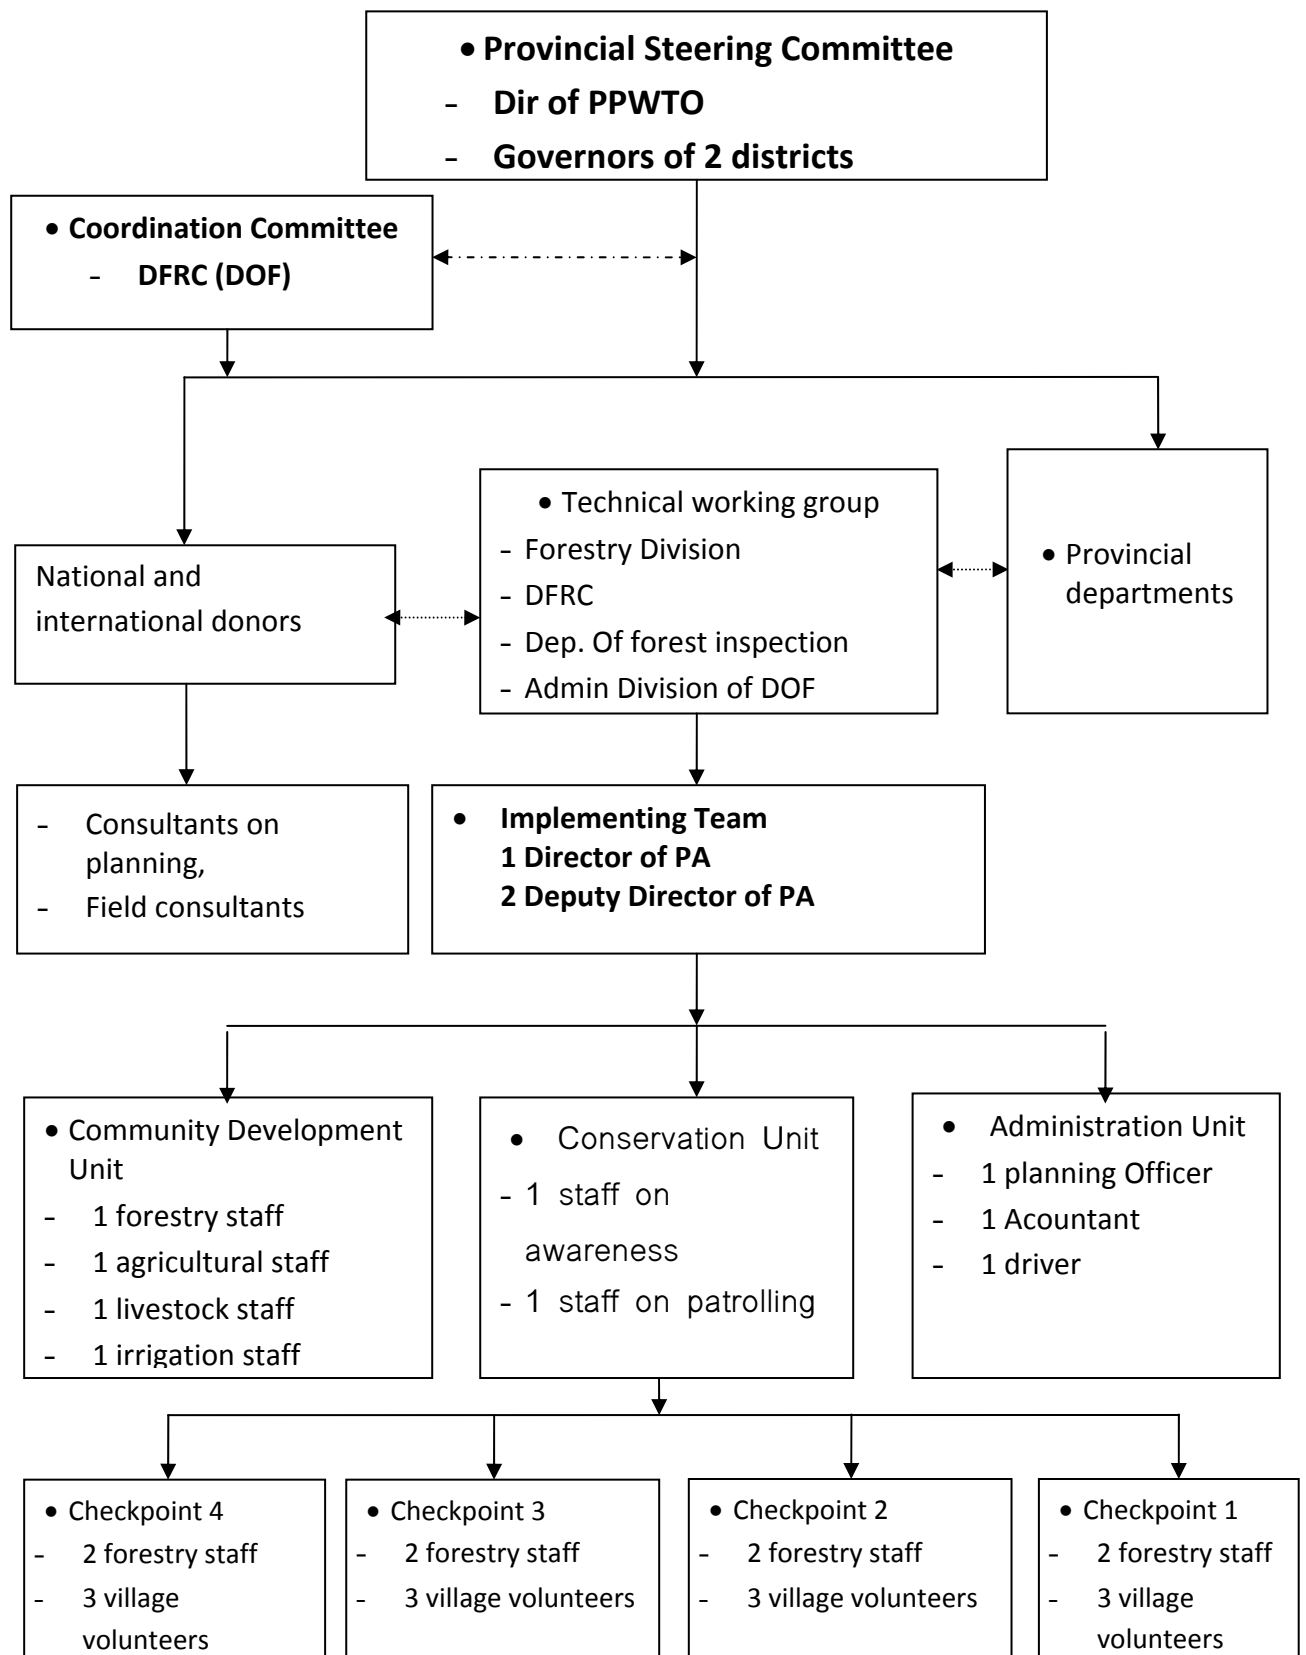 • Provincial Steering Committee
- Dir of PPWTO
- Governors of 2 districts
• Coordination Committee
- DFRC (DOF)
• Technical working group
- Forestry Division
- DFRC
- Dep. Of forest inspection
- Admin Division of DOF
National and
international donors
• Provincial
departments
- Consultants on
planning,
- Field consultants
• Implementing Team
1 Director of PA
2 Deputy Director of PA
• Community Development
Unit
- 1 forestry staff
- 1 agricultural staff
- 1 livestock staff
- 1 irrigation staff
• Conservation Unit
- 1 staff on
awareness
- 1 staff on patrolling
• Administration Unit
- 1 planning Officer
- 1 Acountant
- 1 driver
• Checkpoint 4
- 2 forestry staff
- 3 village
volunteers
• Checkpoint 3
- 2 forestry staff
- 3 village volunteers
• Checkpoint 2
- 2 forestry staff
- 3 village volunteers
• Checkpoint 1
- 2 forestry staff
- 3 village
volunteers